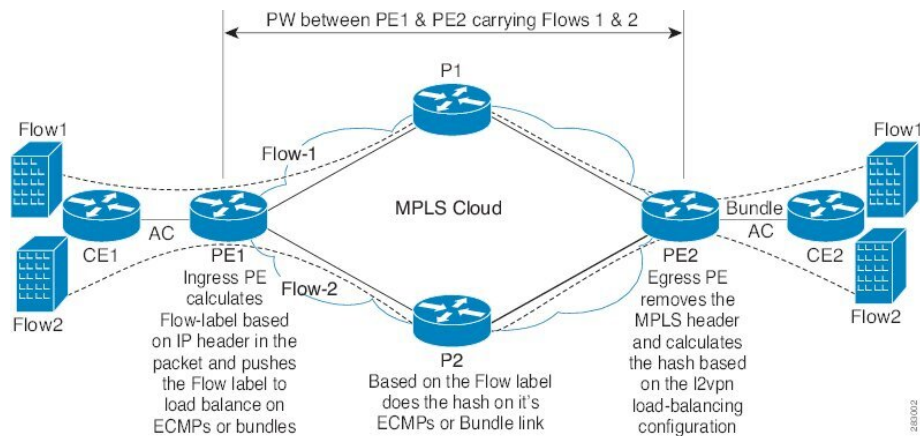 PW between PE1 & PE2 carrying Flows 1 & 2
P1
Flow1
Flow-1
Flow1
MPLS Cloud
Bundle
AC
AC
CE1
PE1
PE2
CE2
Flow2
Flow-2
Flow2
Ingress PE
calculates
Flow-label based
on IP header in the
packet and pushes
the Flow label to
load balance on
ECMPs or bundles
P2
Based on the Flow label
does the hash on it's
ECMPs or Bundle link
Egress PE
removes the
MPLS header
and calculates
the hash based
on the l2vpn
load-balancing
configuration
283002